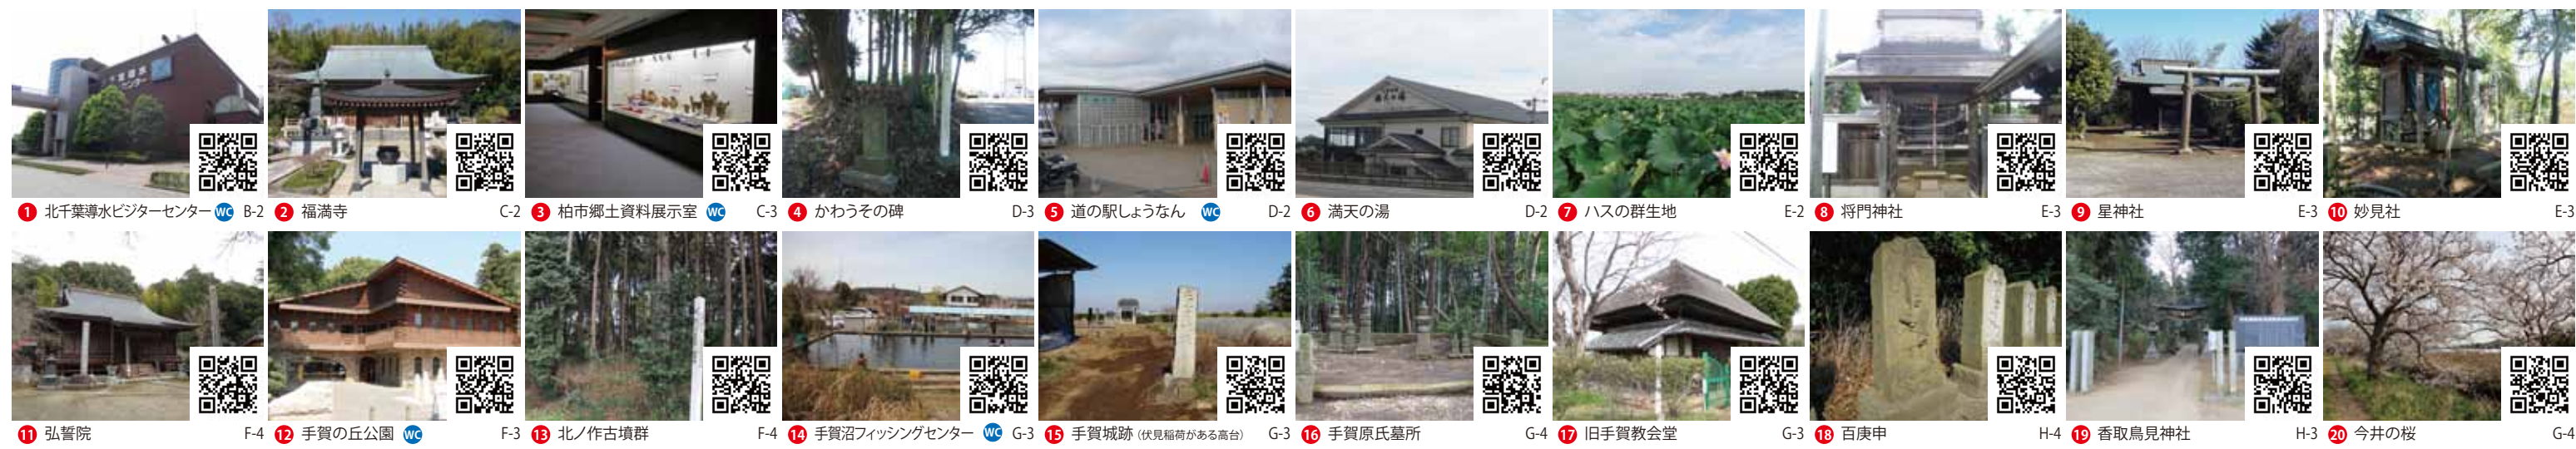 千葉導水
センター
1 北千葉導水ビジターセンター WC B-2
2 福満寺 C-2
3 柏市郷土資料展示室 WC C-3
4 かわうその碑 D-3
5 道の駅しょうなん WC D-2
6 満天の湯 D-2
7 ハスの群生地 E-2
8 将門神社 E-3
9 星神社 E-3
10 妙見社 E-3
11 弘誓院 F-4
12 手賀の丘公園 WC F-3
13 北ノ作古墳群 F-4
14 手賀沼フィッシングセンター WC G-3
15 手賀城跡 (伏見稲荷がある高台) G-3
16 手賀原氏墓所 G-4
17 旧手賀教会堂 G-3
18 百庚申 H-4
19 香取鳥見神社 H-3
20 今井の桜 G-4